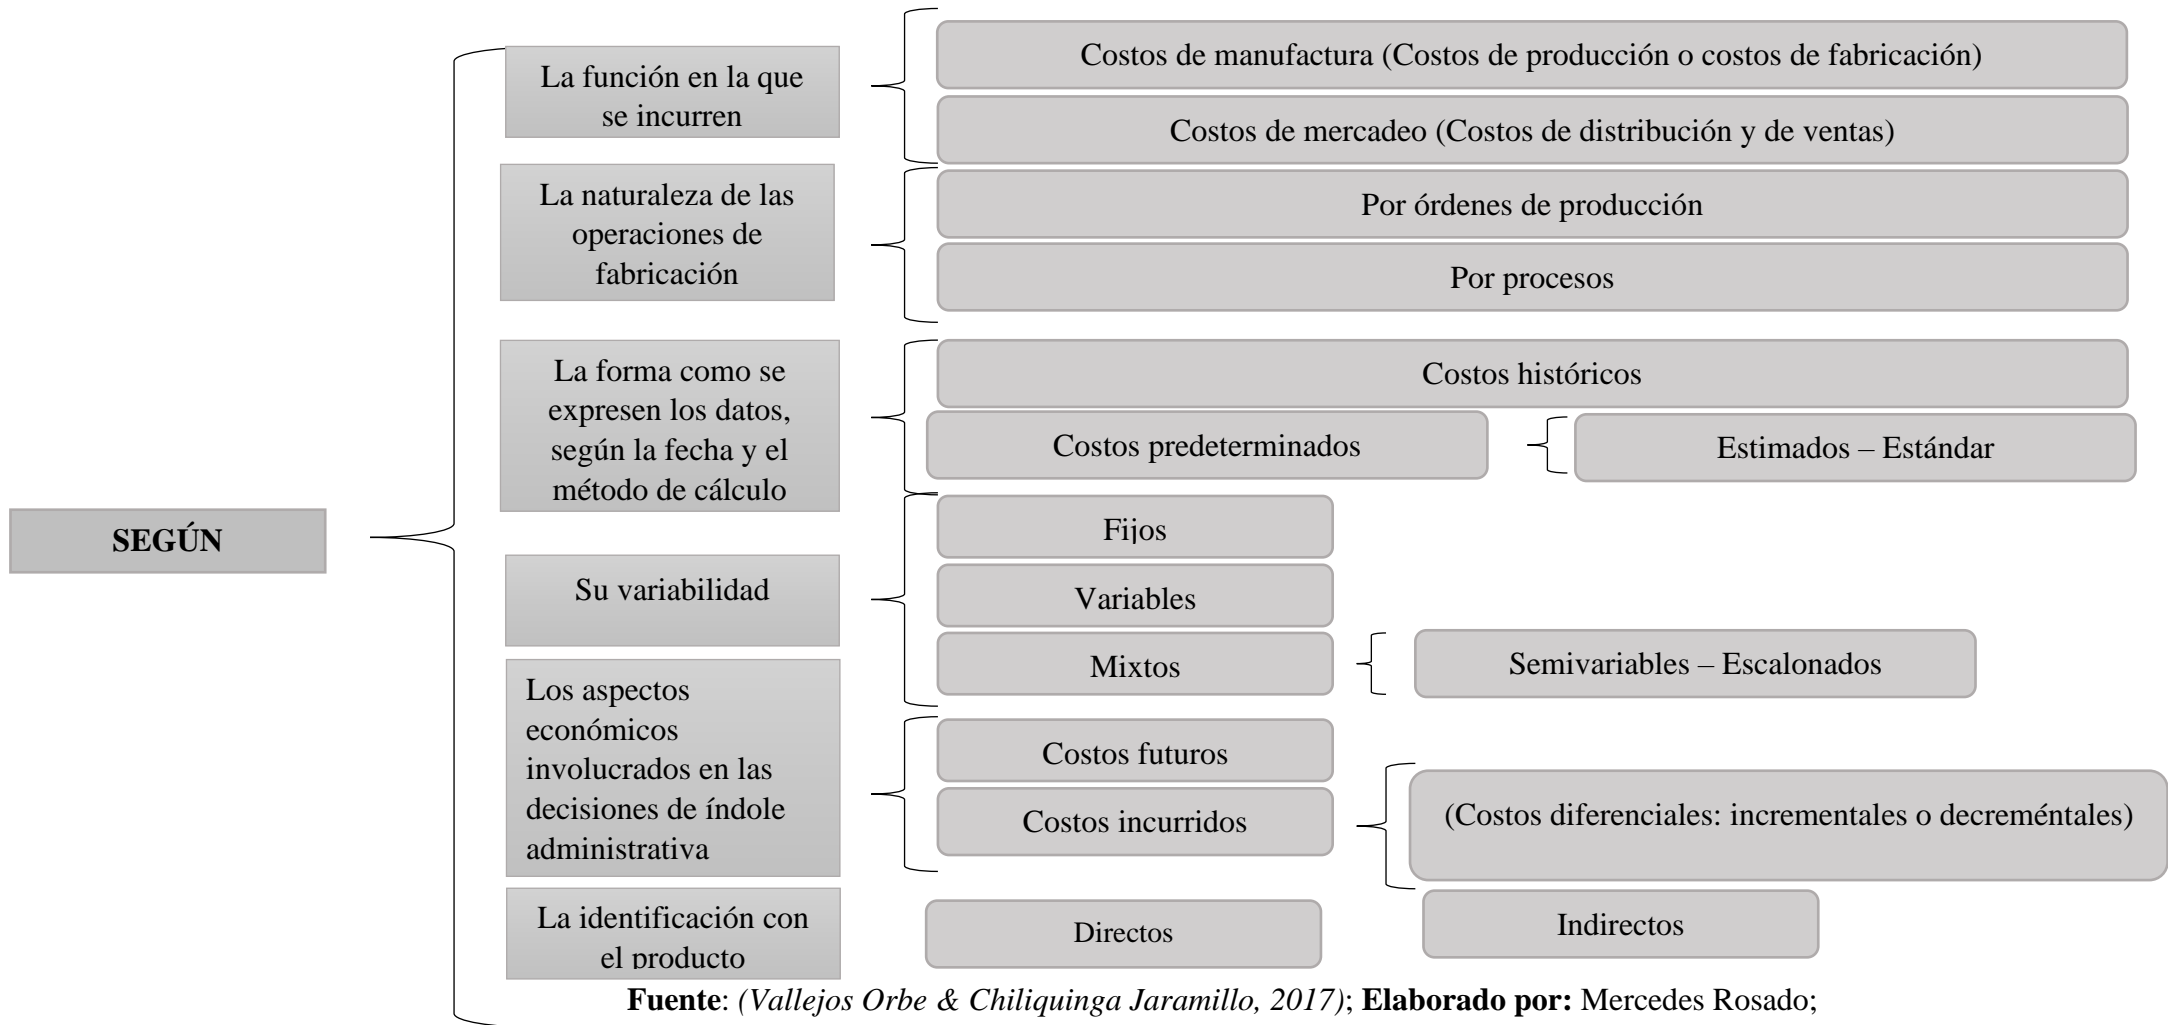 SEGÚN
La función en la que
se incurren
Costos de manufactura (Costos de producción o costos de fabricación)
Costos de mercadeo (Costos de distribución y de ventas)
La naturaleza de las
operaciones de
fabricación
Por órdenes de producción
Por procesos
La forma como se
expresen los datos,
según la fecha y el
método de cálculo
Costos históricos
Costos predeterminados
Estimados – Estándar
Su variabilidad
Fijos
Variables
Mixtos
Semivariables – Escalonados
Los aspectos
económicos
involucrados en las
decisiones de índole
administrativa
Costos futuros
Costos incurridos
(Costos diferenciales: incrementales o decreméntales)
La identificación con
el producto
Directos
Indirectos
Fuente: (Vallejos Orbe & Chiliquinga Jaramillo, 2017); Elaborado por: Mercedes Rosado;